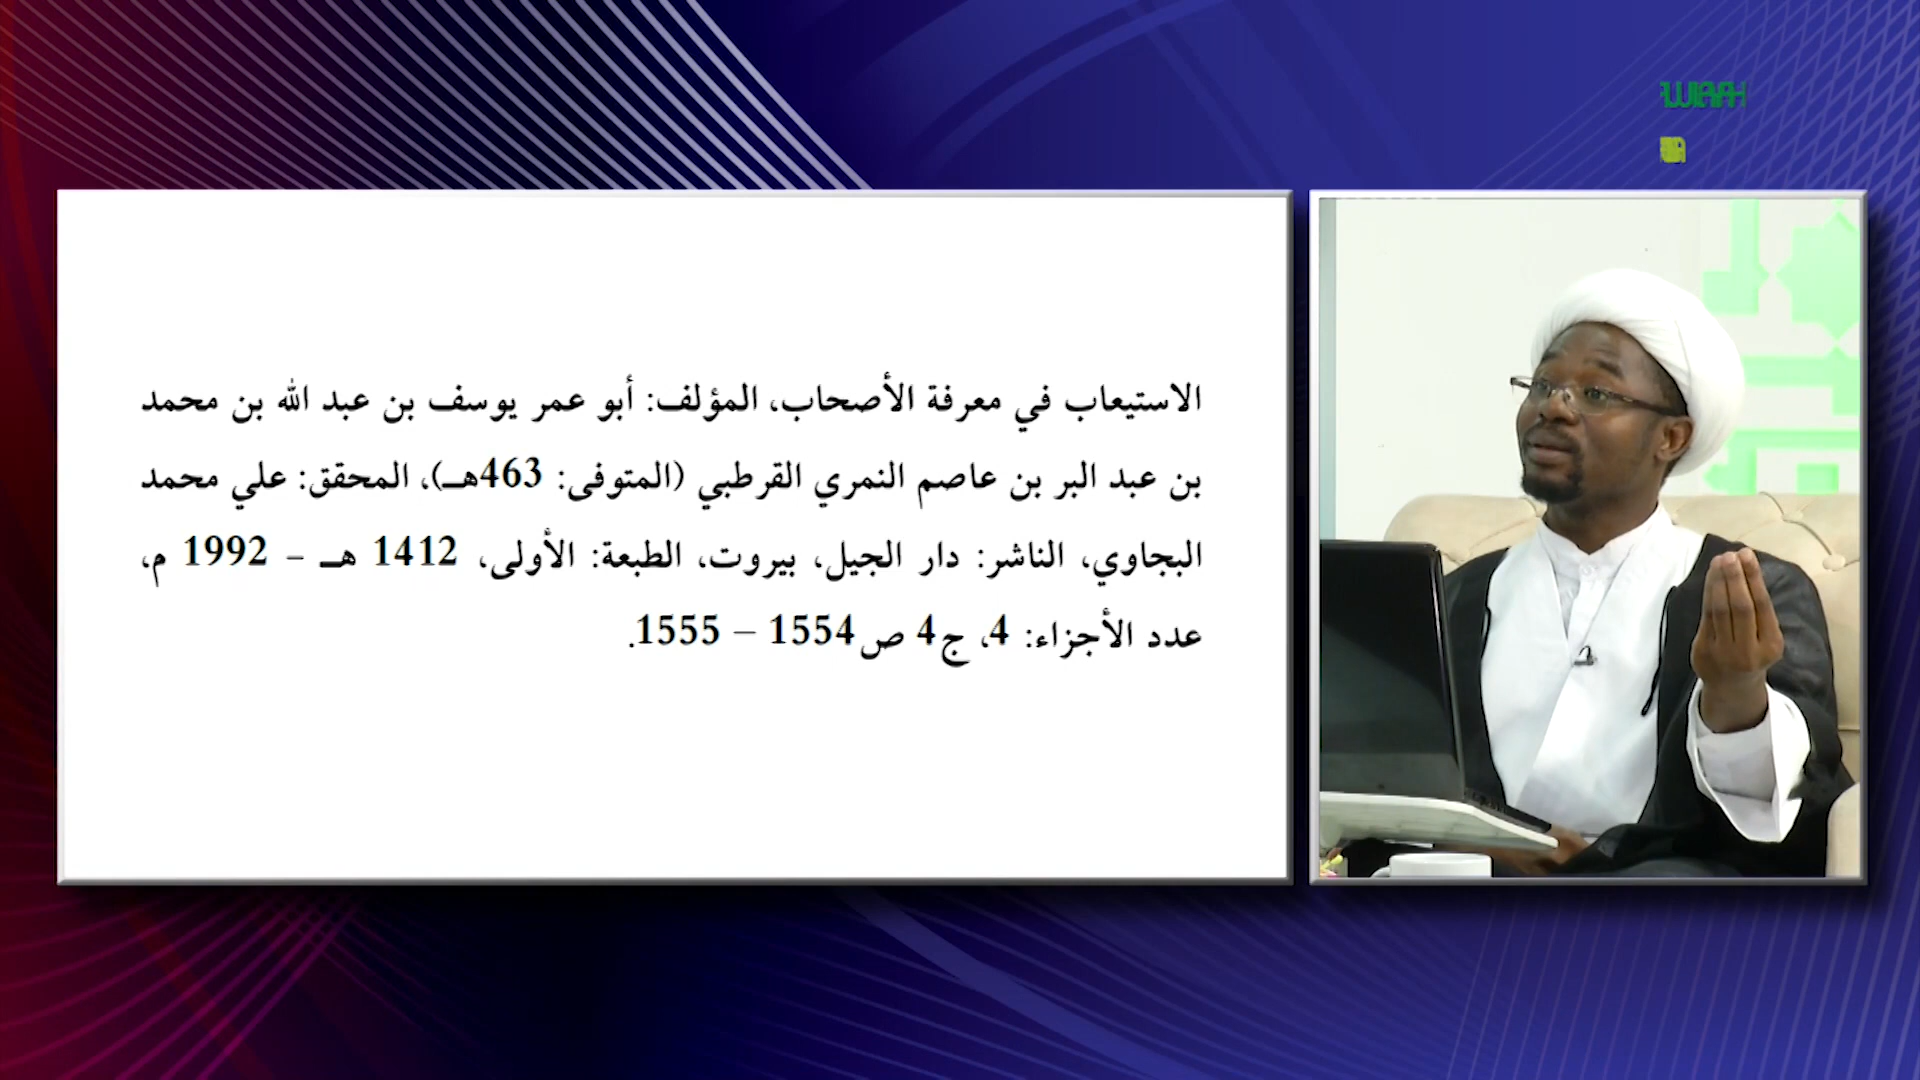 الاستيعاب في معرفة الأصحاب، المؤلف: أبو عمر يوسف بن عبد الله بن محمد
بن عبد البر بن عاصم النمري القرطبي (المتوفى: 463هـ)، المحقق: علي محمد
البجاوي، الناشر: دار الجيل، بيروت، الطبعة: الأولى، 1412 هـ - 1992 م،
عدد الأجزاء: 4، ج4 ص1554 – 1555.